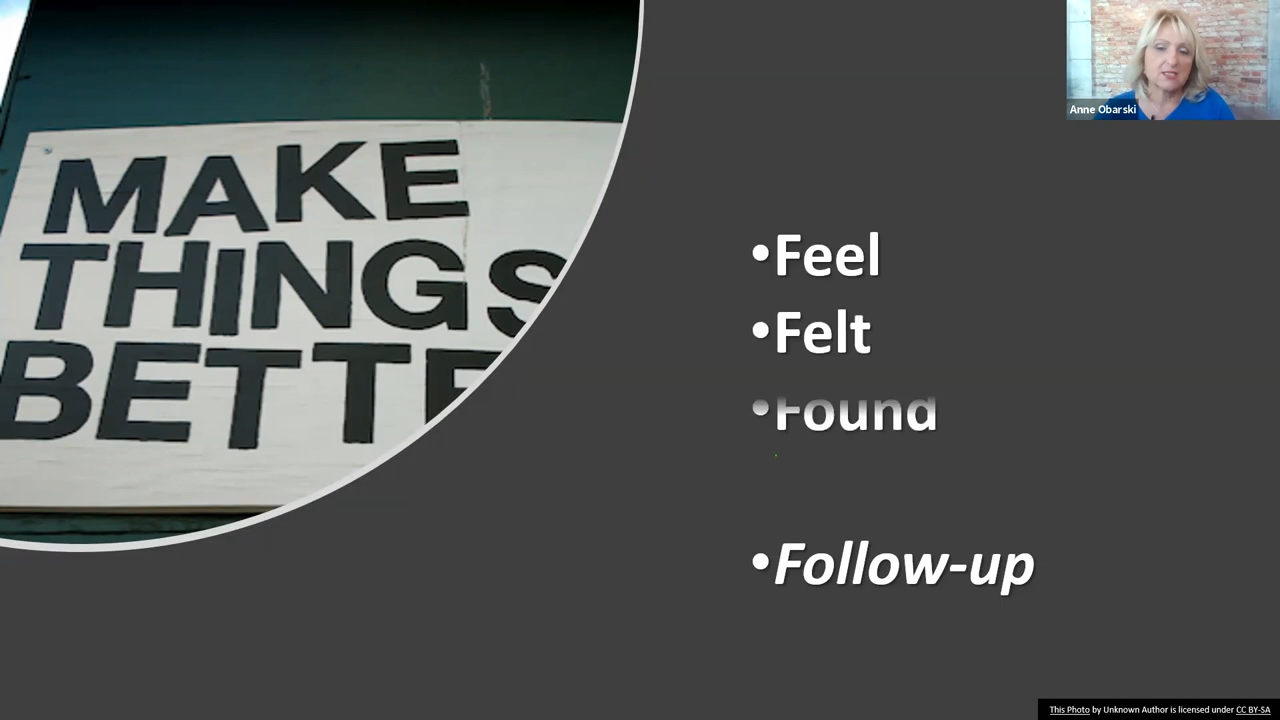 MAKE
THINGS
BETTE
Anne Obarski
•Feel
•Felt
•Found
•Follow-up
This Photo by Unknown Author is licensed under CC BY-SA